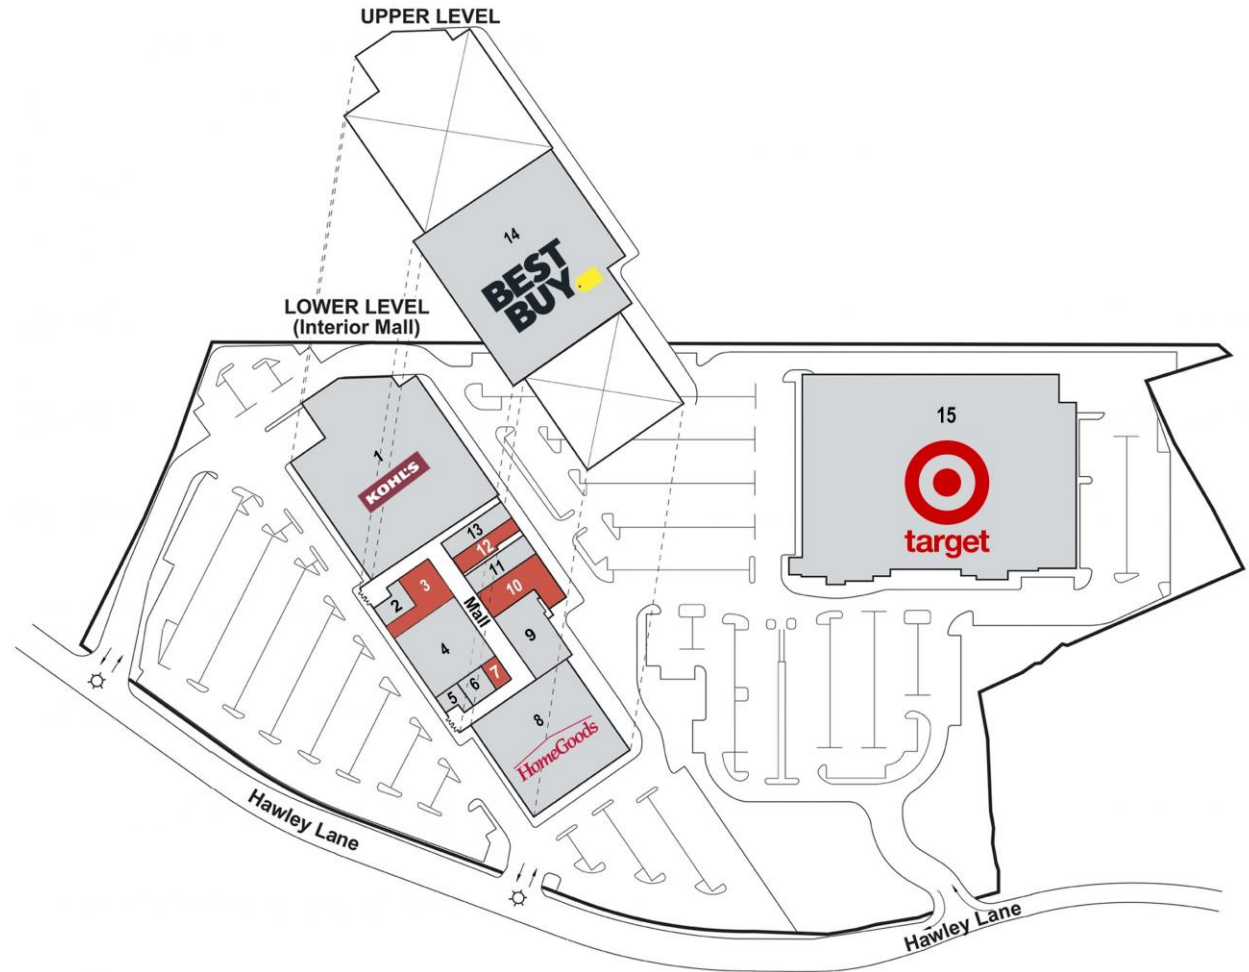 UPPER LEVEL
14
BEST
BUY
LOWER LEVEL
(Interior Mall)
15
target
1
KOHL'S
13
12
11
10
3
2
Mall
9
4
7
6
5
8
HomeGoods
Hawley Lane
Hawley Lane